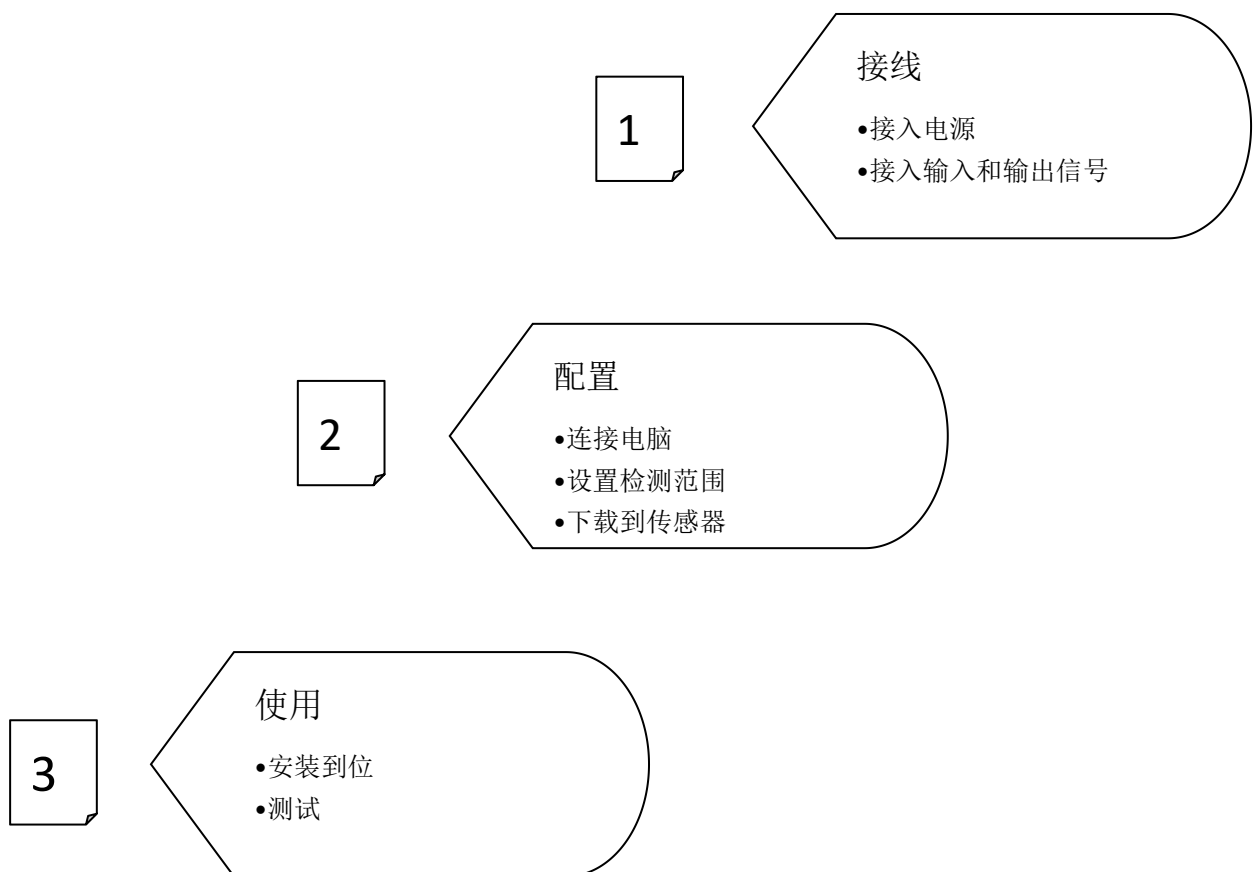 1
接线
•接入电源
•接入输入和输出信号
2
配置
•连接电脑
•设置检测范围
•下载到传感器
3
使用
•安装到位
•测试